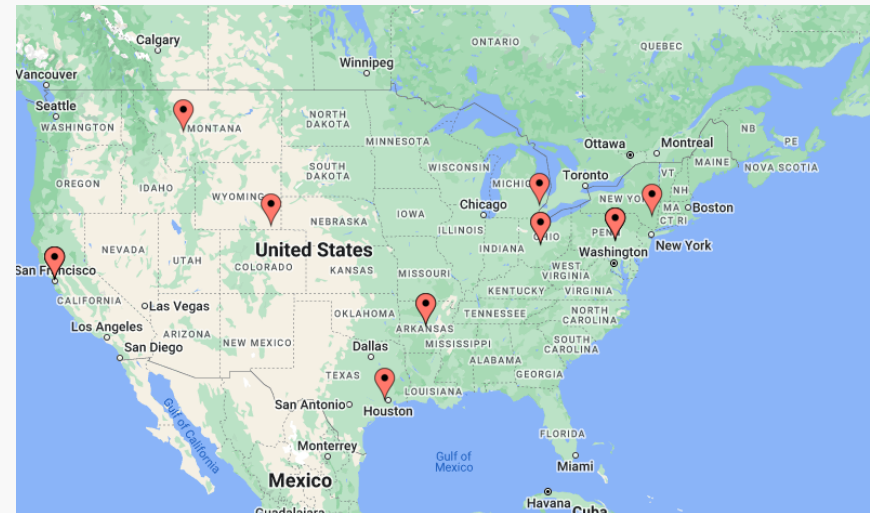 Calgary
Vancouver
Winnipeg
ONTARIO
QUEBEC
Seattle
WASHINGTON
MONTANA
NORTH
DAKOTA
MINNESOTA
Ottawa
Montreal
NB
PE
MAINE
NOVA SCOTIA
OREGON
IDAHO
SOUTH
DAKOTA
WISCONSIN
MICHIG
Toronto
VT
NH
NEW YO
MA
Boston
CT RI
WYOMING
Chicago
IOWA
NEBRASKA
ILLINOIS
INDIANA
OHIO
PENN
New York
NEVADA
UTAH
COLORADO
United States
KANSAS
MISSOURI
WEST
VIRGINIA
Washington
San Francisco
CALIFORNIA
Las Vegas
KENTUCKY
VIRGINIA
Los Angeles
ARIZONA
NEW MEXICO
OKLAHOMA
ARKANSAS
TENNESSEE
NORTH
CAROLINA
San Diego
Dallas
MISSISSIPPI
SOUTH
CAROLINA
ALABAMA
TEXAS
LOUISIANA
GEORGIA
San Antonio
Houston
Gulf of California
FLORIDA
Monterrey
Gulf of
Mexico
Miami
Mexico
Havana
Cuba
Guadalajara